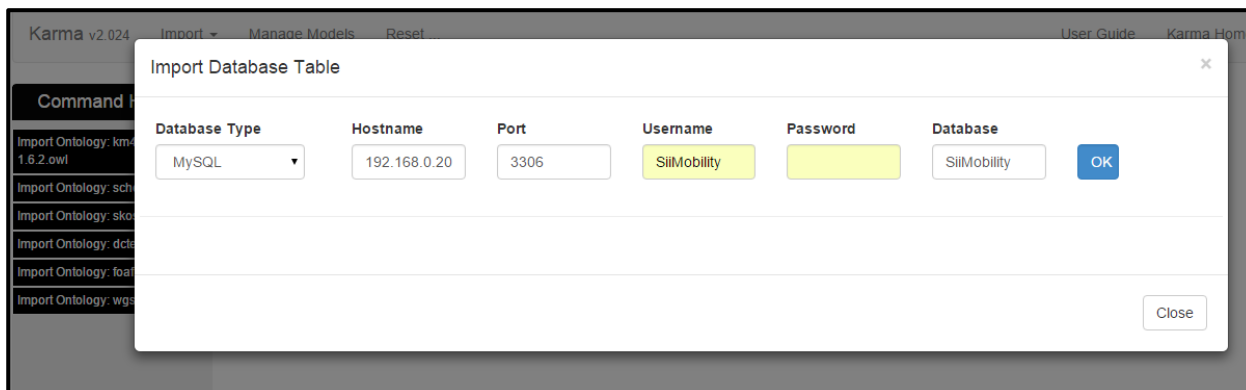 Karma v2.024 Import Manage Models Reset ... User Guide Karma Hom
Import Database Table ×
Command H
Database Type Hostname Port Username Password Database
MySQL 192.168.0.20 3306 SiiMobility SiiMobility OK
Import Ontology: km4
1.6.2.owl
Import Ontology: sche
Import Ontology: skos
Import Ontology: dcte
Import Ontology: foaf
Import Ontology: wgs
Close